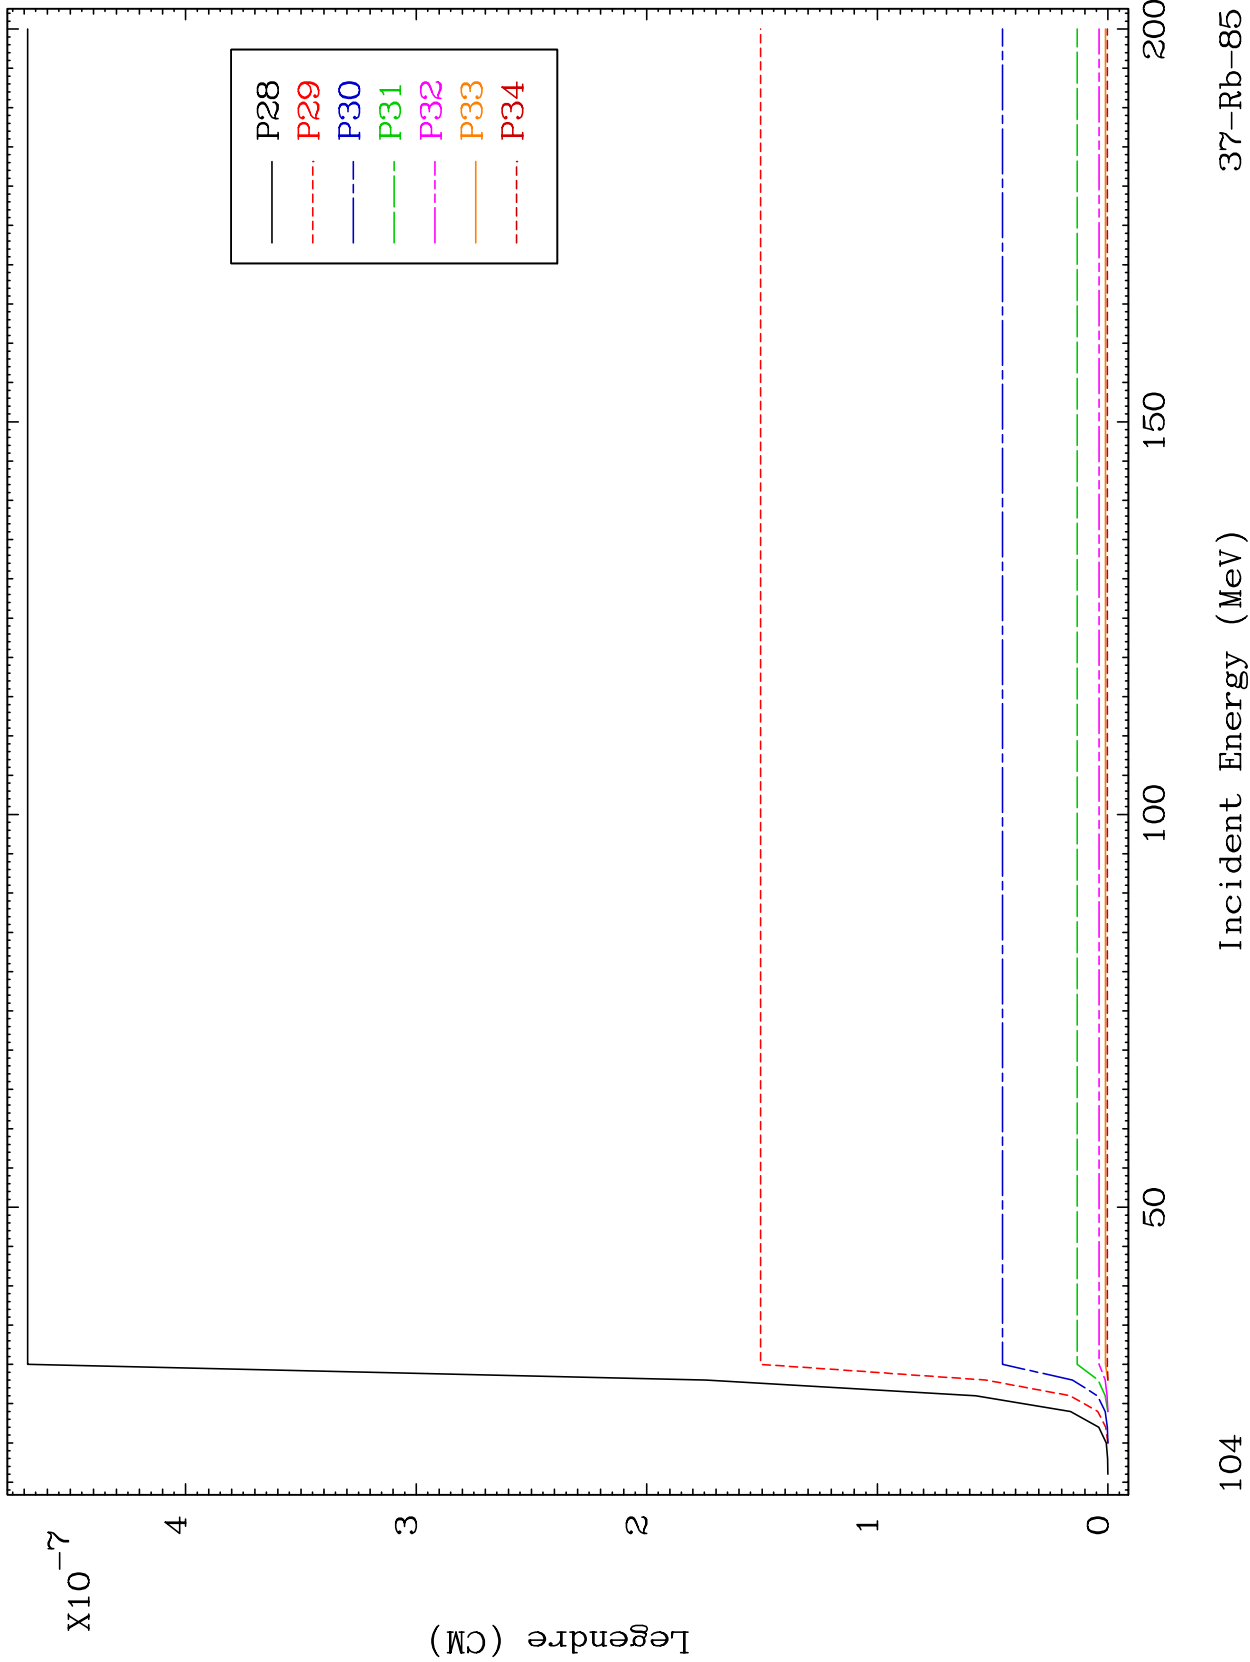 X10-7
Legendre (CM)
4
3
2
1
0
P28
P29
P30
P31
P32
P33
P34
50
100
150
200
Incident Energy (MeV)
104
37-Rb-85